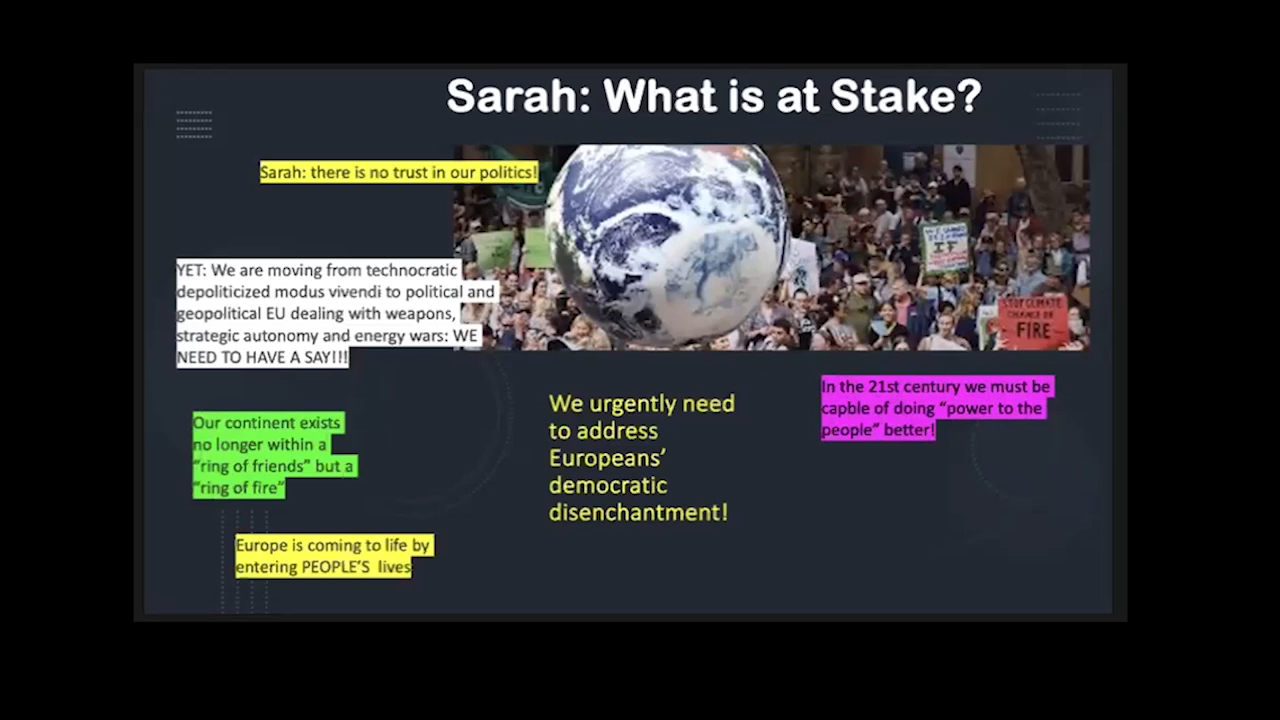 Sarah: What is at Stake?
Sarah: there is no trust in our politics!
YET: We are moving from technocratic
depoliticized modus vivendi to political and
geopolitical EU dealing with weapons,
strategic autonomy and energy wars: WE
NEED TO HAVE A SAY!!!
STOP CLIMATE
CHANGE OR
FIRE
Our continent exists
no longer within a
“ring of friends” but a
“ring of fire”
We urgently need
to address
Europeans’
democratic
disenchantment!
In the 21st century we must be
capble of doing “power to the
people” better!
Europe is coming to life by
entering PEOPLE’S lives